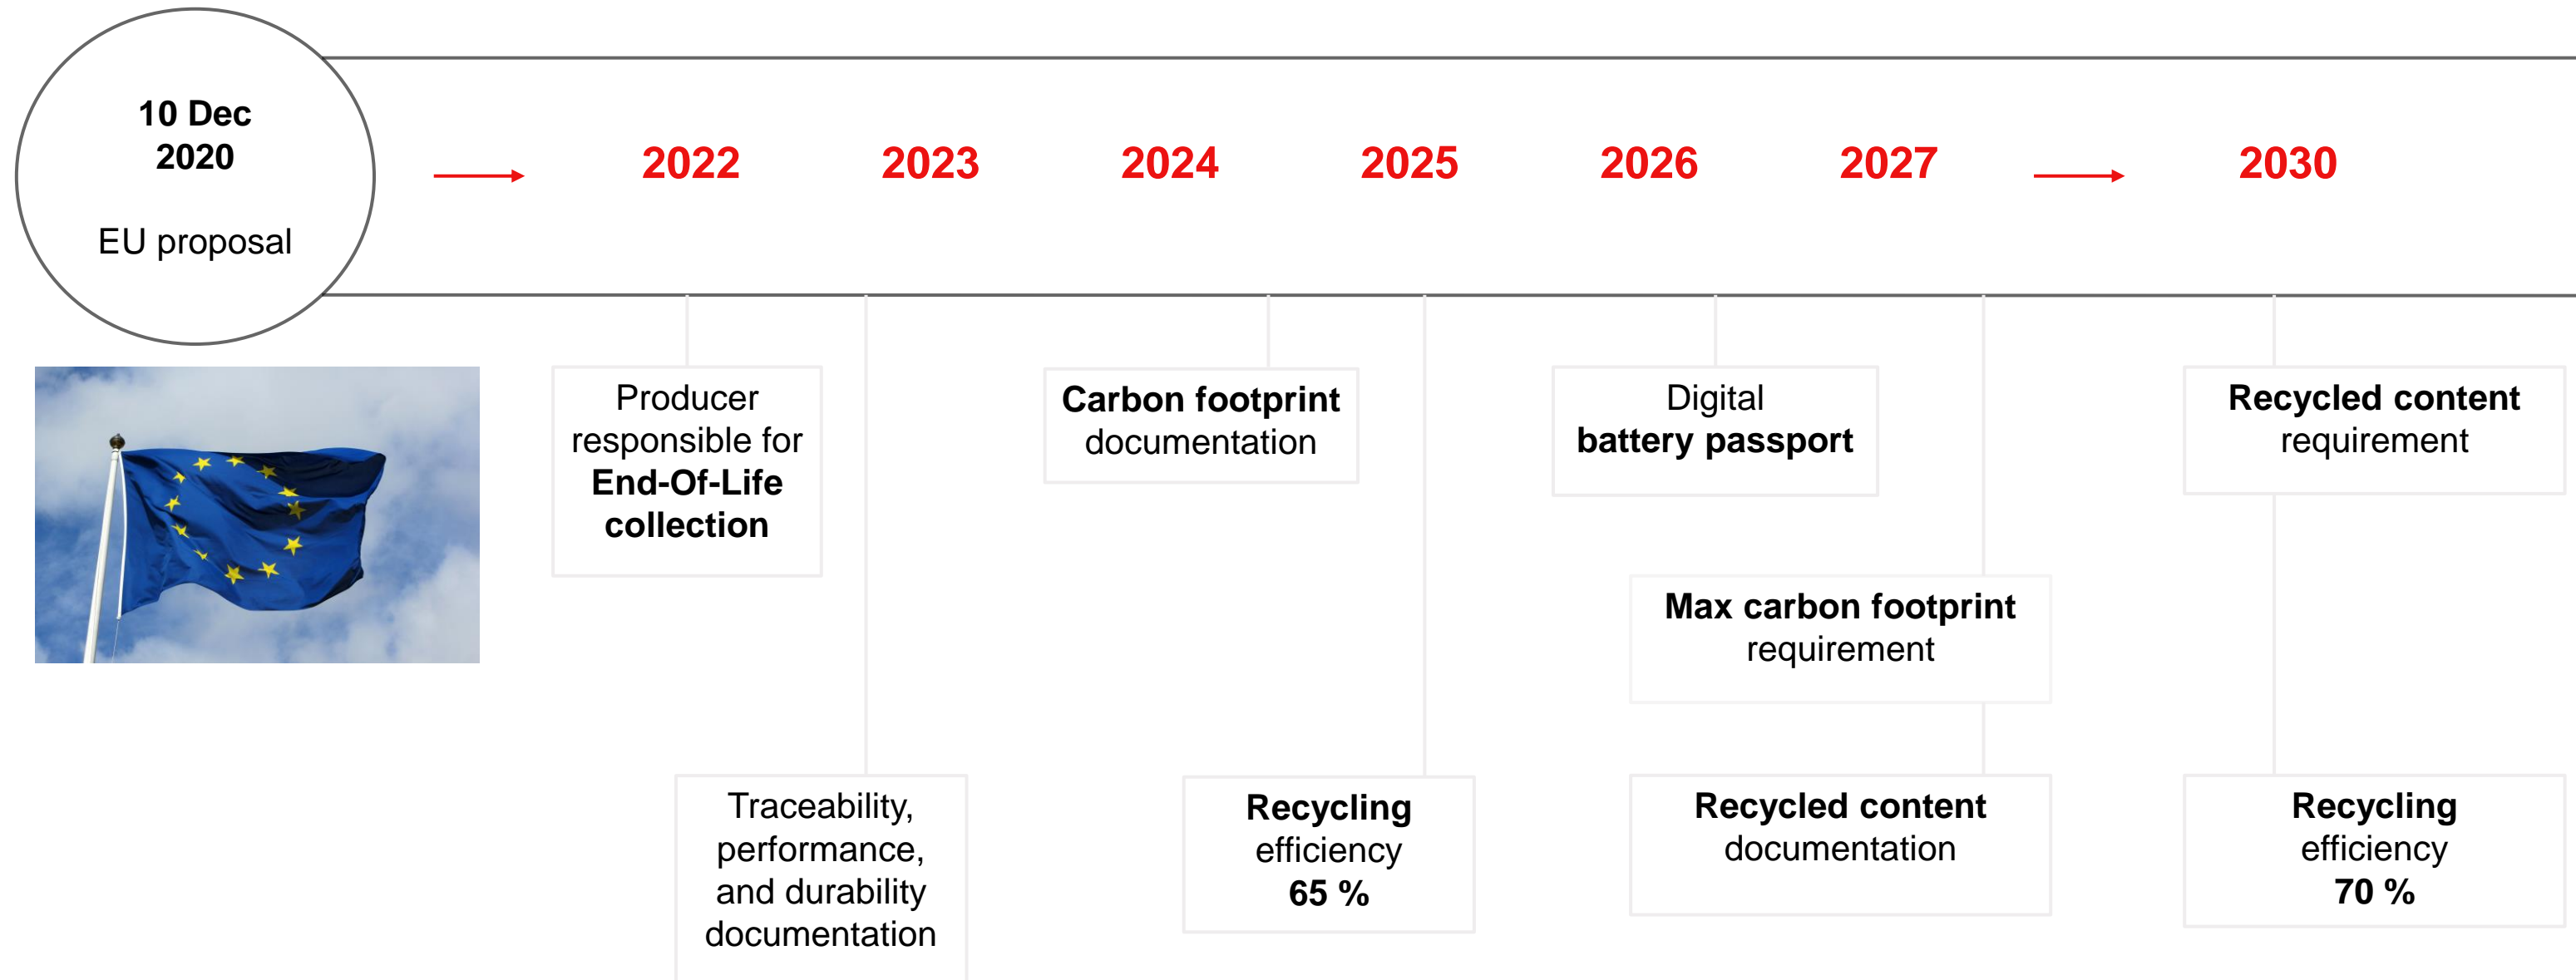 10 Dec
2020
EU proposal
2022
2023
2024
2025
2026
2027
2030
Producer
responsible for
End-Of-Life
collection
Carbon footprint
documentation
Digital
battery passport
Recycled content
requirement
Max carbon footprint
requirement
Traceability,
performance,
and durability
documentation
Recycling
efficiency
65 %
Recycled content
documentation
Recycling
efficiency
70 %